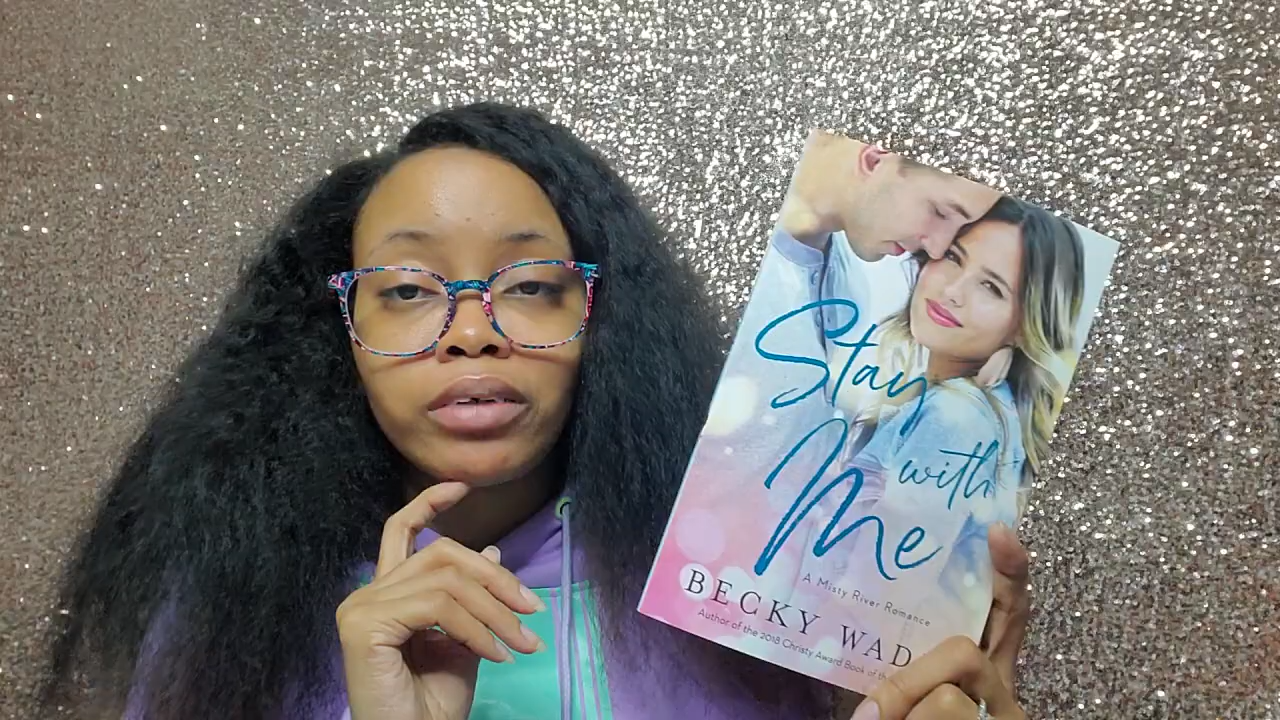 Stay
with
Me
A Misty River Romance
BECKY WAD
Author of the 2018 Christy Award Book of the